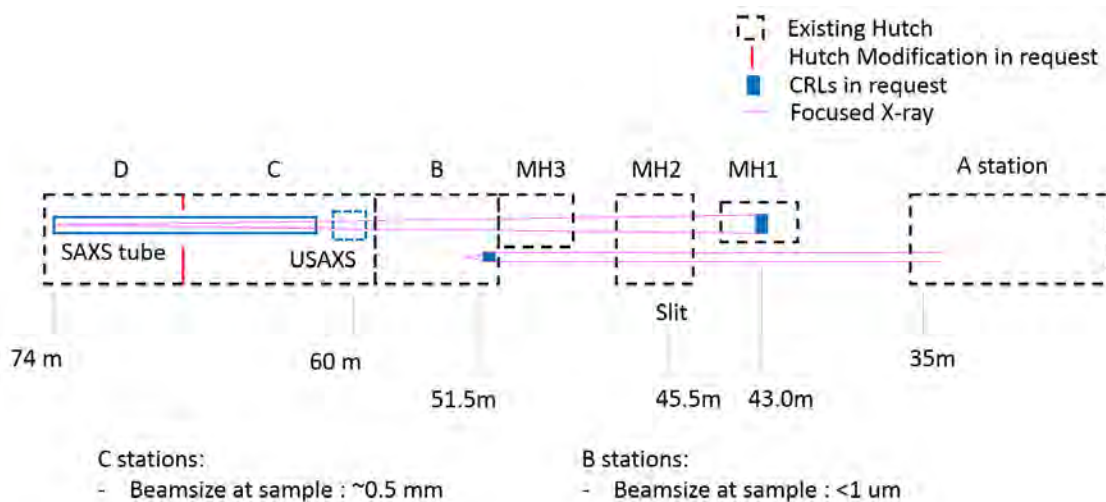 Existing Hutch
Hutch Modification in request
CRLs in request
Focused X-ray
D
C
B
MH3
MH2
MH1
A station
SAXS tube
USAXS
Slit
74 m
60 m
35m
51.5m
45.5m
43.0m
C stations:
- Beamsize at sample : ~0.5 mm
B stations:
- Beamsize at sample : <1 um